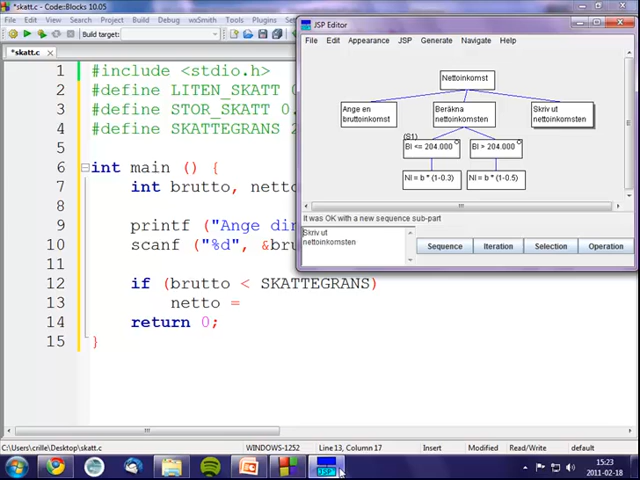 *skatt.c - Code::Blocks 10.05
JSP Editor
File Edit View Search Project Build Debug wxSmith Tools Plugins
File Edit Appearance JSP Generate Navigate Help
Build target:
*skatt.c
Nettoinkomst
Ange en
bruttoinkomst
Beräkna
nettoinkomsten
Skriv ut
nettoinkomsten
(S1)
BI <= 204.000
BI > 204.000
NI = b * (1-0.3)
NI = b * (1-0.5)
It was OK with a new sequence sub-part
Skriv ut
nettoinkomsten
Sequence Iteration Selection Operation
1 #include <stdio.h>
2 #define LITEN_SKATT 0
3 #define STOR_SKATT 0.
4 #define SKATTEGRANS 2
5
6 int main () {
7 int brutto, netto
8
9 printf ("Ange din
10 scanf ("%d", &bru
11
12 if (brutto < SKATTEGRANS)
13 netto =
14 return 0;
15 }
C:\Users\crille\Desktop\skatt.c WINDOWS-1252 Line 13, Column 17 Insert Modified Read/Write default
JSP
15:23
2011-02-18